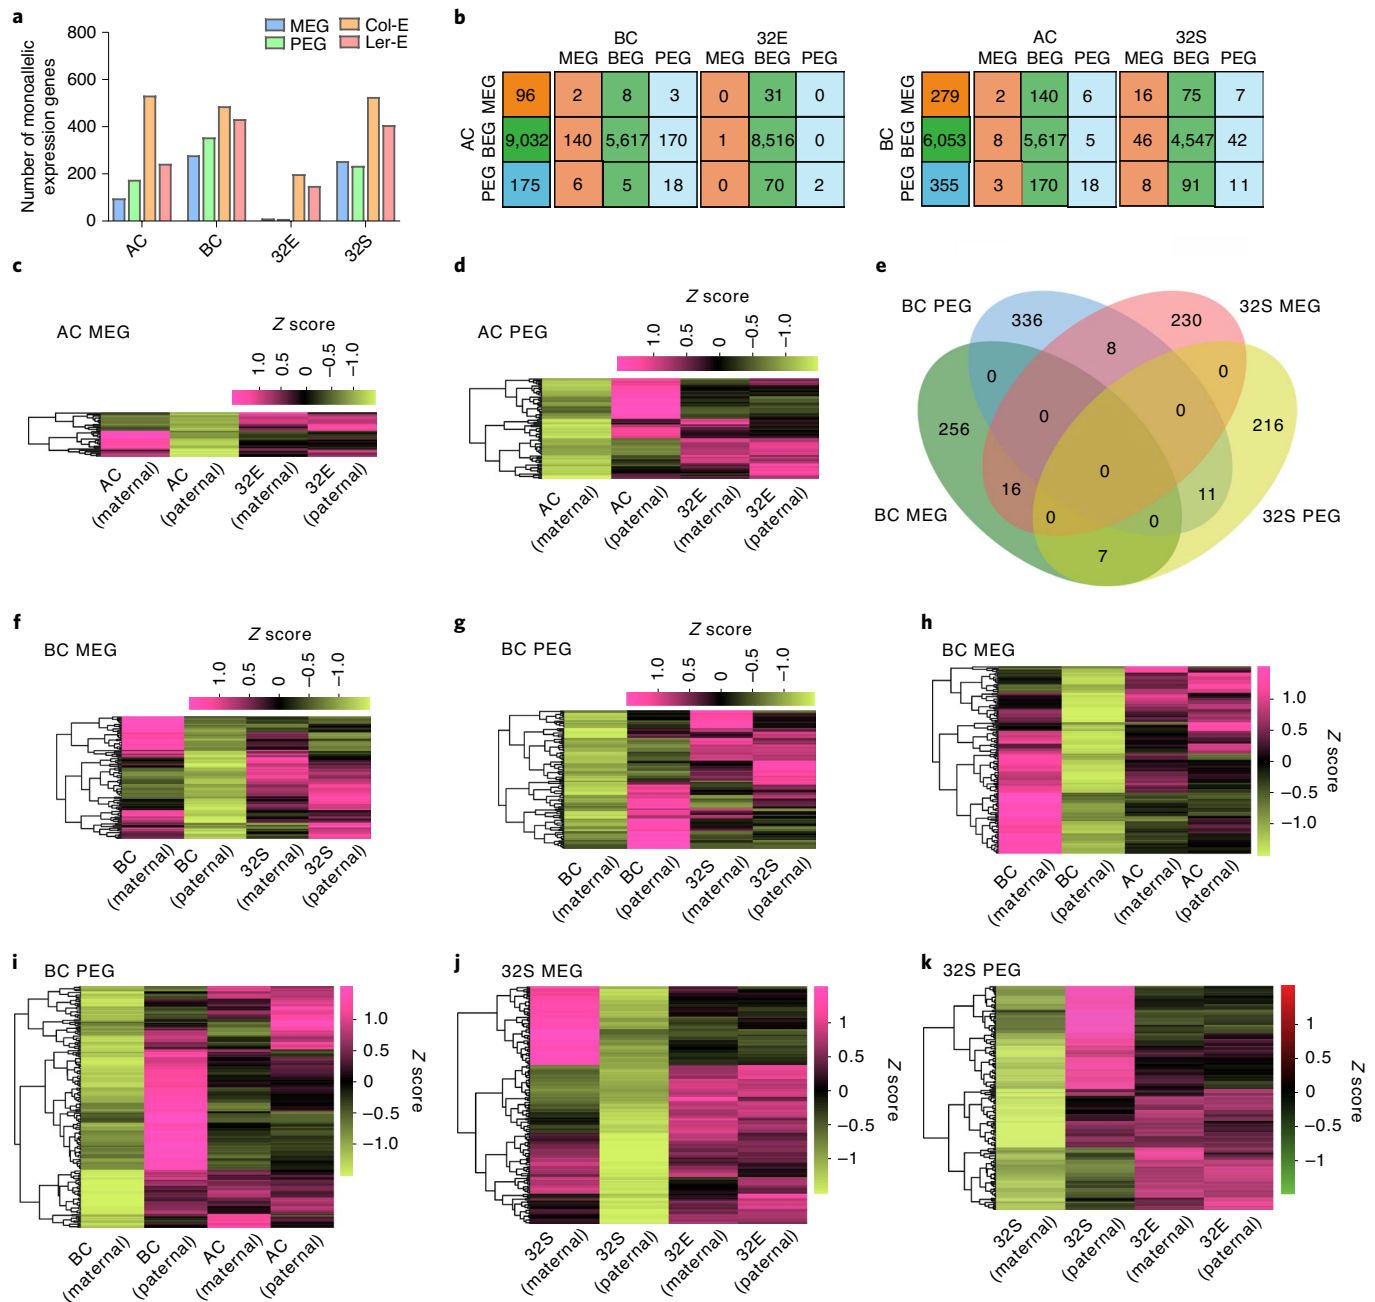 a
Number of monoallelic
expression genes
800
600
400
200
0
MEG
PEG
Col-E
Ler-E
AC
BC
32E
32S
b
BC
32E
MEG BEG PEG MEG BEG PEG
AC
MEG 96 2 8 3 0 31 0
BEG 9,032 140 5,617 170 1 8,516 0
PEG 175 6 5 18 0 70 2
AC
32S
MEG BEG PEG MEG BEG PEG
BC
MEG 279 2 140 6 16 75 7
BEG 6,053 8 5,617 5 46 4,547 42
PEG 355 3 170 18 8 91 11
c
AC MEG
Z score
1.0 0.5 0 −0.5 −1.0
AC (maternal)
AC (paternal)
32E (maternal)
32E (paternal)
d
AC PEG
Z score
1.0 0.5 0 −0.5 −1.0
AC (maternal)
AC (paternal)
32E (maternal)
32E (paternal)
e
BC PEG
32S MEG
BC MEG
32S PEG
336
230
8
0
0
0
0
256
216
0
16
11
0
0
7
f
BC MEG
Z score
1.0 0.5 0 −0.5 −1.0
BC (maternal)
BC (paternal)
32S (maternal)
32S (paternal)
g
BC PEG
Z score
1.0 0.5 0 −0.5 −1.0
BC (maternal)
BC (paternal)
32S (maternal)
32S (paternal)
h
BC MEG
1.0
0.5
0
−0.5
−1.0
Z score
BC (maternal)
BC (paternal)
AC (maternal)
AC (paternal)
i
BC PEG
1.0
0.5
0
−0.5
−1.0
Z score
BC (maternal)
BC (paternal)
AC (maternal)
AC (paternal)
j
32S MEG
1
0.5
0
−0.5
−1
Z score
32S (maternal)
32S (paternal)
32E (maternal)
32E (paternal)
k
32S PEG
1
0.5
0
−0.5
−1
Z score
32S (maternal)
32S (paternal)
32E (maternal)
32E (paternal)